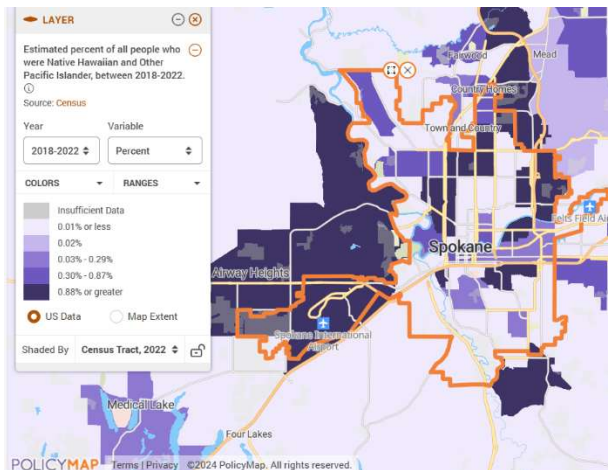 LAYER
Estimated percent of all people who
were Native Hawaiian and Other
Pacific Islander, between 2018-2022.
Source: Census
Year Variable
2018-2022 Percent
COLORS RANGES
Insufficient Data
0.01% or less
0.02%
0.03% - 0.29%
0.30% - 0.87%
0.88% or greater
US Data Map Extent
Shaded By Census Tract, 2022
Fairwood
Mead
Country Homes
Town and Country
Felts Field Air
Spokane
Airway Heights
Spokane International
Airport
Medical Lake
Four Lakes
POLICYMAP Terms | Privacy ©2024 PolicyMap. All rights reserved.